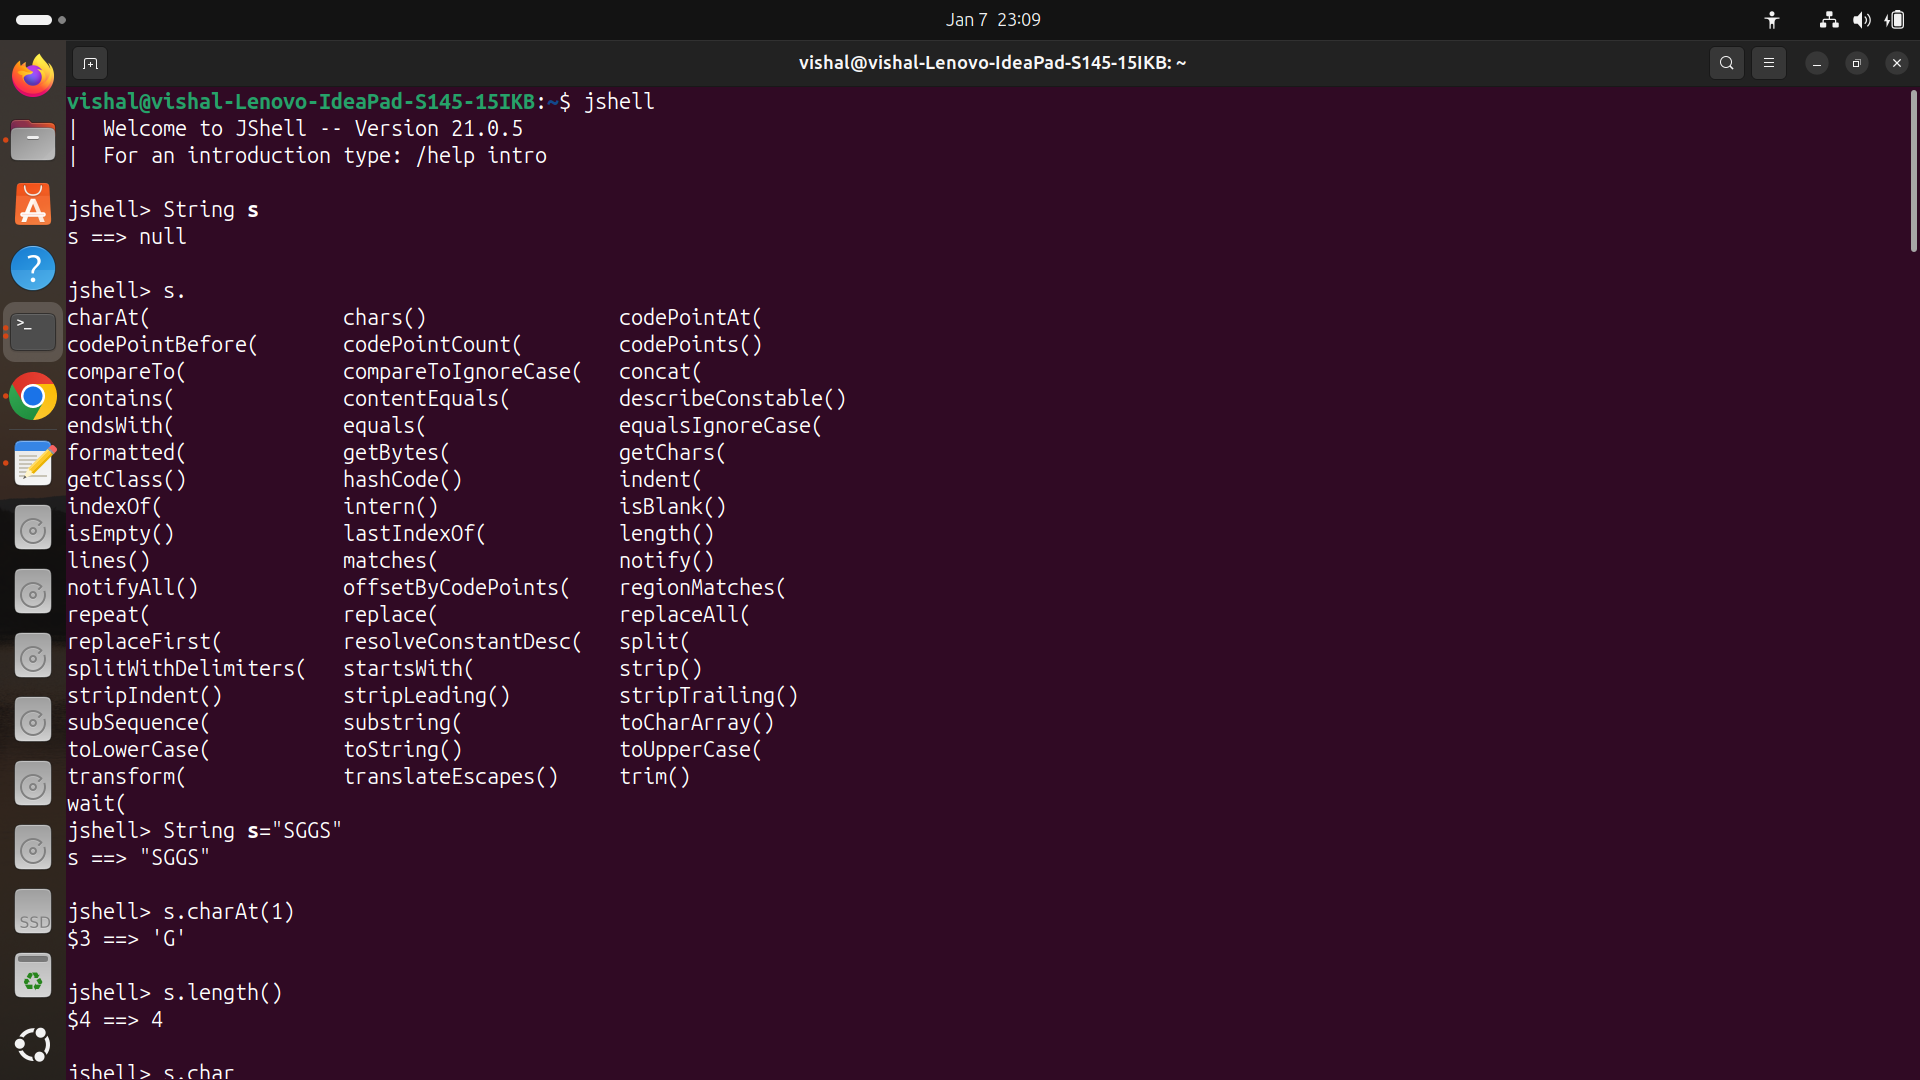 Jan 7 23:09
vishal@vishal-Lenovo-IdeaPad-S145-15IKB: ~
vishal@vishal-Lenovo-IdeaPad-S145-15IKB:~$ jshell
|  Welcome to JShell -- Version 21.0.5
|  For an introduction type: /help intro
jshell> String s
s ==> null
jshell> s.
charAt(                chars()                codePointAt(
codePointBefore(       codePointCount(        codePoints()
compareTo(             compareToIgnoreCase(   concat(
contains(              contentEquals(         describeConstable()
endsWith(              equals(                equalsIgnoreCase(
formatted(             getBytes(              getChars(
getClass()             hashCode()             indent(
indexOf(               intern()               isBlank()
isEmpty()              lastIndexOf(           length()
lines()                matches(               notify()
notifyAll()            offsetByCodePoints(    regionMatches(
repeat(                replace(               replaceAll(
replaceFirst(          resolveConstantDesc(   split(
splitWithDelimiters(   startsWith(            strip()
stripIndent()          stripLeading()         stripTrailing()
subSequence(           substring(             toCharArray()
toLowerCase(           toString()             toUpperCase(
transform(             translateEscapes()     trim()
wait(
jshell> String s="SGGS"
s ==> "SGGS"
jshell> s.charAt(1)
$3 ==> 'G'
jshell> s.length()
$4 ==> 4
jshell> s.char
SSD